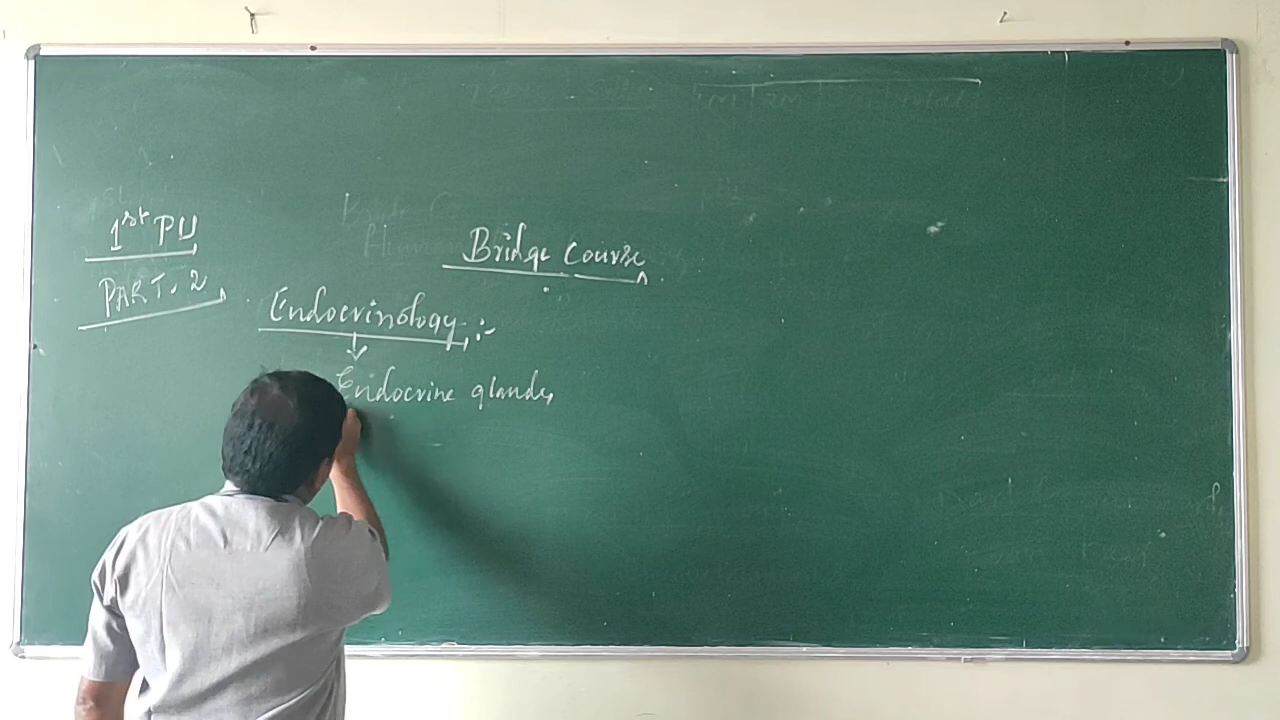 1st PU
PART. 2
Bridge Course
Endocrinology :-
Endocrine glands